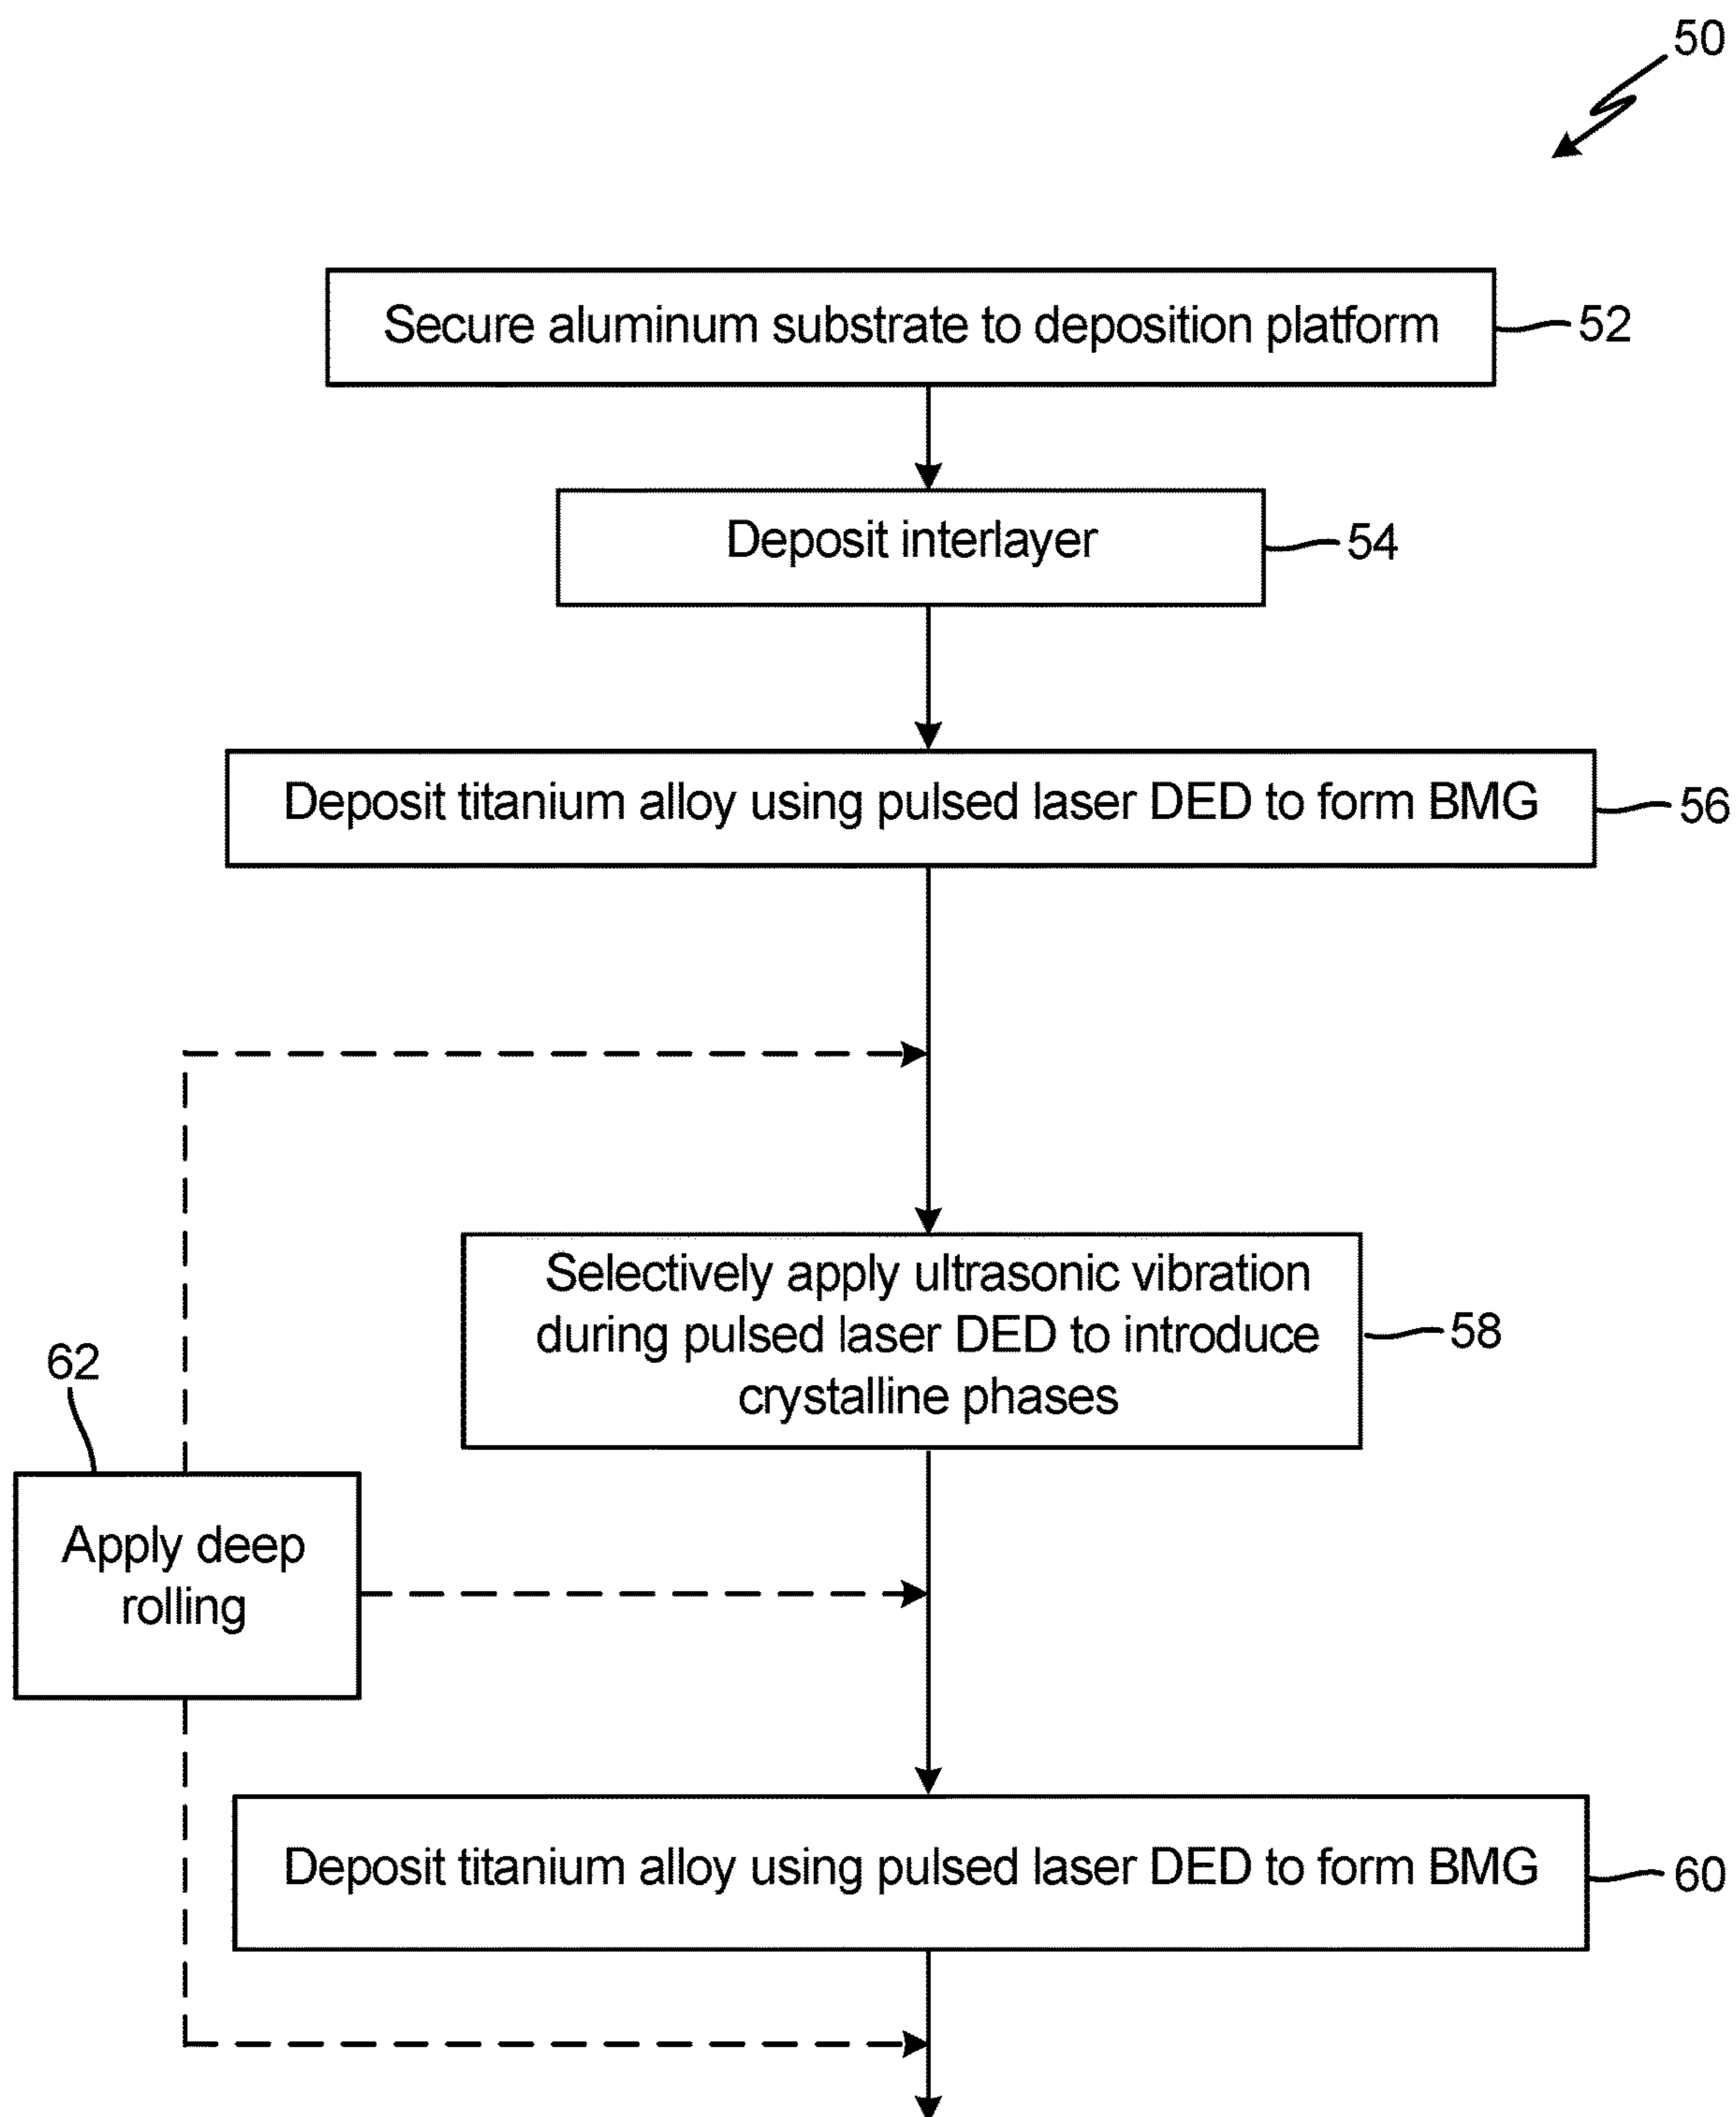 50
Secure aluminum substrate to deposition platform
52
Deposit interlayer
54
Deposit titanium alloy using pulsed laser DED to form BMG
56
Selectively apply ultrasonic vibration
during pulsed laser DED to introduce
crystalline phases
58
62
Apply deep
rolling
Deposit titanium alloy using pulsed laser DED to form BMG
60